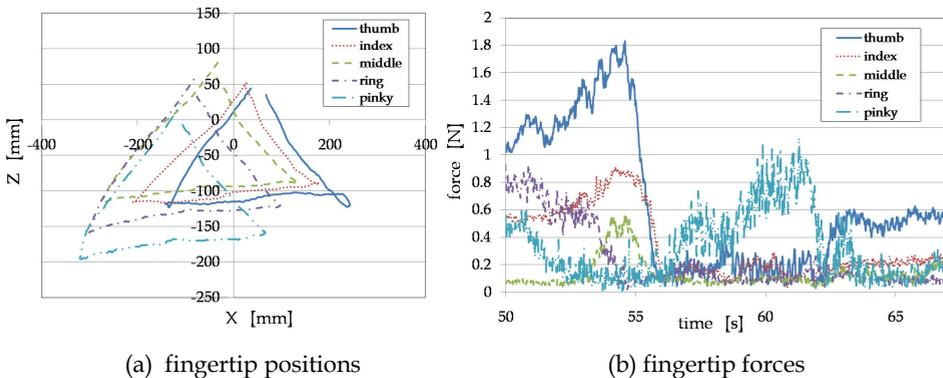 150
100
50
0
-50
-100
-150
-200
-250
-400
-200
0
200
400
Z [mm]
X [mm]
thumb
index
middle
ring
pinky
2
1.8
1.6
1.4
1.2
1
0.8
0.6
0.4
0.2
0
50
55
60
65
force [N]
time [s]
thumb
index
middle
ring
pinky
(a) fingertip positions
(b) fingertip forces